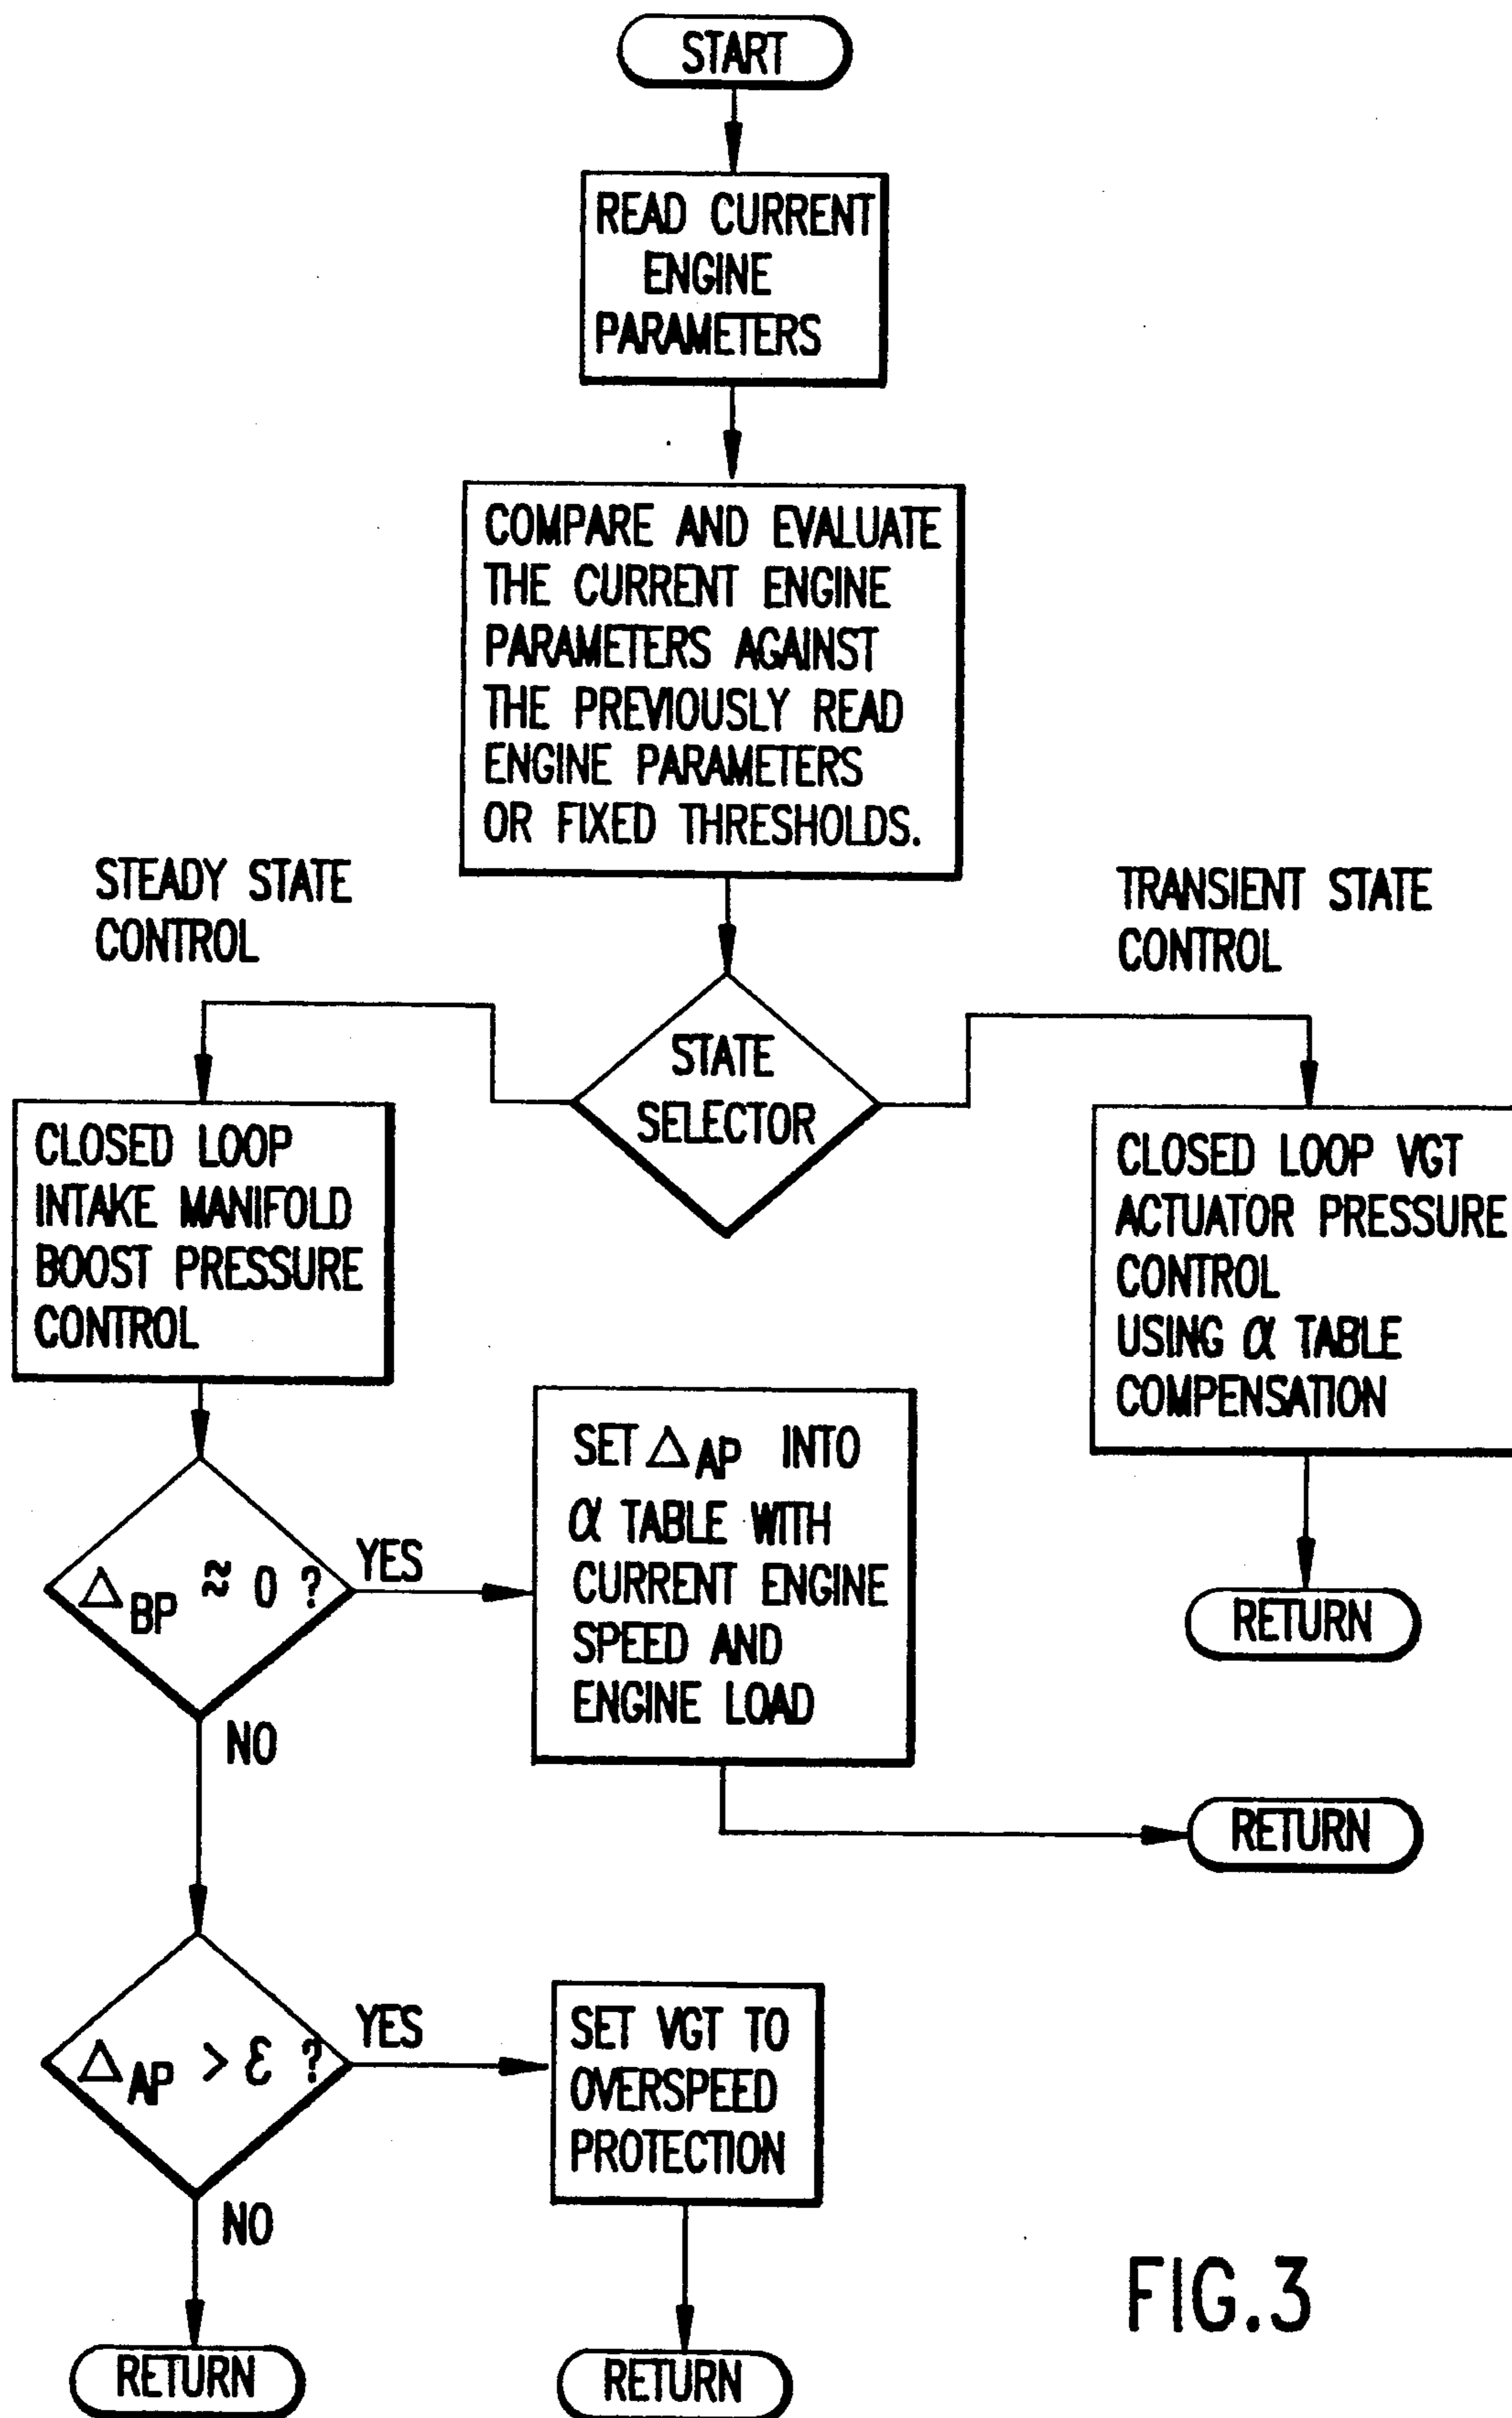 START
READ CURRENT
ENGINE
PARAMETERS
COMPARE AND EVALUATE
THE CURRENT ENGINE
PARAMETERS AGAINST
THE PREVIOUSLY READ
ENGINE PARAMETERS
OR FIXED THRESHOLDS.
STEADY STATE
CONTROL
TRANSIENT STATE
CONTROL
STATE
SELECTOR
CLOSED LOOP
INTAKE MANIFOLD
BOOST PRESSURE
CONTROL
CLOSED LOOP VGT
ACTUATOR PRESSURE
CONTROL
USING α TABLE
COMPENSATION
RETURN
△BP ≈ 0 ?
YES
NO
SET △AP INTO
α TABLE WITH
CURRENT ENGINE
SPEED AND
ENGINE LOAD
RETURN
△AP > ε ?
YES
NO
SET VGT TO
OVERSPEED
PROTECTION
RETURN
RETURN
FIG.3